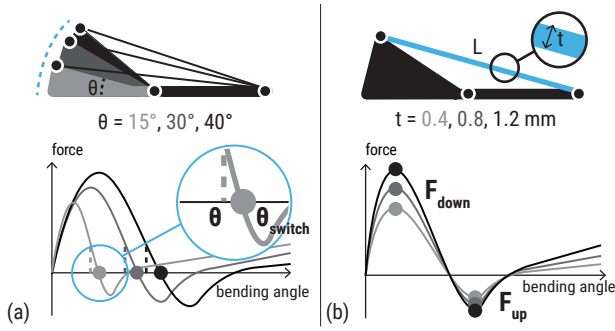 θ
θ = 15°, 30°, 40°
force
θ
θswitch
bending angle
(a)
L
t
t = 0.4, 0.8, 1.2 mm
force
Fdown
Fup
bending angle
(b)